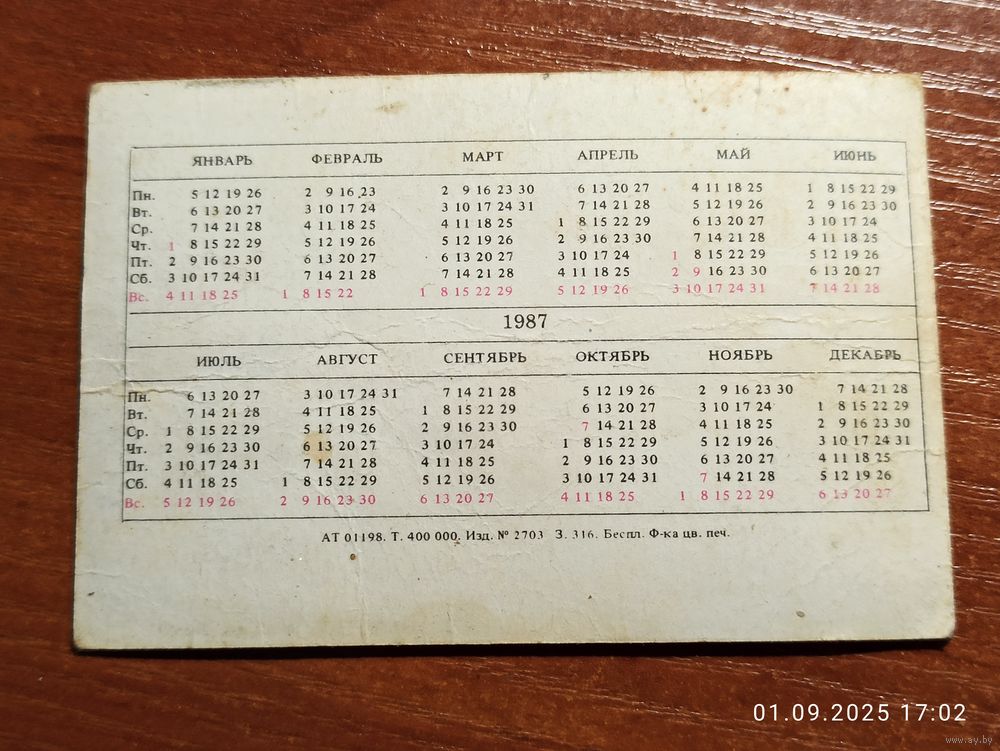 ЯНВАРЬ ФЕВРАЛЬ МАРТ АПРЕЛЬ МАЙ ИЮНЬ
Пн. 5 12 19 26 2 9 16 23 2 9 16 23 30 6 13 20 27 4 11 18 25 1 8 15 22 29
Вт. 6 13 20 27 3 10 17 24 3 10 17 24 31 7 14 21 28 5 12 19 26 2 9 16 23 30
Ср. 7 14 21 28 4 11 18 25 4 11 18 25 1 8 15 22 29 6 13 20 27 3 10 17 24
Чт. 1 8 15 22 29 5 12 19 26 5 12 19 26 2 9 16 23 30 7 14 21 28 4 11 18 25
Пт. 2 9 16 23 30 6 13 20 27 6 13 20 27 3 10 17 24 1 8 15 22 29 5 12 19 26
Сб. 3 10 17 24 31 7 14 21 28 7 14 21 28 4 11 18 25 2 9 16 23 30 6 13 20 27
Вс. 4 11 18 25 1 8 15 22 1 8 15 22 29 5 12 19 26 3 10 17 24 31 7 14 21 28
1987
ИЮЛЬ АВГУСТ СЕНТЯБРЬ ОКТЯБРЬ НОЯБРЬ ДЕКАБРЬ
Пн. 6 13 20 27 3 10 17 24 31 7 14 21 28 5 12 19 26 2 9 16 23 30 7 14 21 28
Вт. 7 14 21 28 4 11 18 25 1 8 15 22 29 6 13 20 27 3 10 17 24 1 8 15 22 29
Ср. 1 8 15 22 29 5 12 19 26 2 9 16 23 30 7 14 21 28 4 11 18 25 2 9 16 23 30
Чт. 2 9 16 23 30 6 13 20 27 3 10 17 24 1 8 15 22 29 5 12 19 26 3 10 17 24 31
Пт. 3 10 17 24 31 7 14 21 28 4 11 18 25 2 9 16 23 30 6 13 20 27 4 11 18 25
Сб. 4 11 18 25 1 8 15 22 29 5 12 19 26 3 10 17 24 31 7 14 21 28 5 12 19 26
Вс. 5 12 19 26 2 9 16 23 30 6 13 20 27 4 11 18 25 1 8 15 22 29 6 13 20 27
АТ 01198. Т. 400 000. Изд. № 2703 З. 316. Беспл. Ф-ка цв. печ.
01.09.2025 17:02
www.ay.by